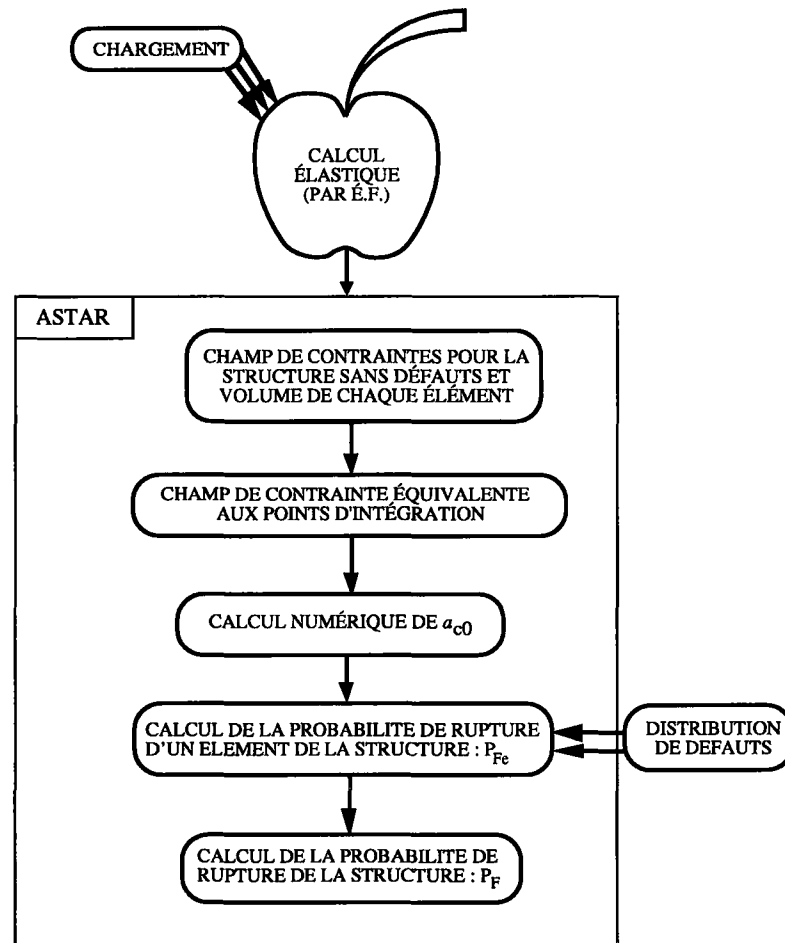 CHARGEMENT
CALCUL
ÉLASTIQUE
(PAR É.F.)
ASTAR
CHAMP DE CONTRAINTES POUR LA
STRUCTURE SANS DÉFAUTS ET
VOLUME DE CHAQUE ÉLÉMENT
CHAMP DE CONTRAINTE ÉQUIVALENTE
AUX POINTS D'INTÉGRATION
CALCUL NUMÉRIQUE DE a_c0
CALCUL DE LA PROBABILITE DE RUPTURE
D'UN ELEMENT DE LA STRUCTURE : P_Fe
DISTRIBUTION
DE DEFAUTS
CALCUL DE LA PROBABILITE DE
RUPTURE DE LA STRUCTURE : P_F